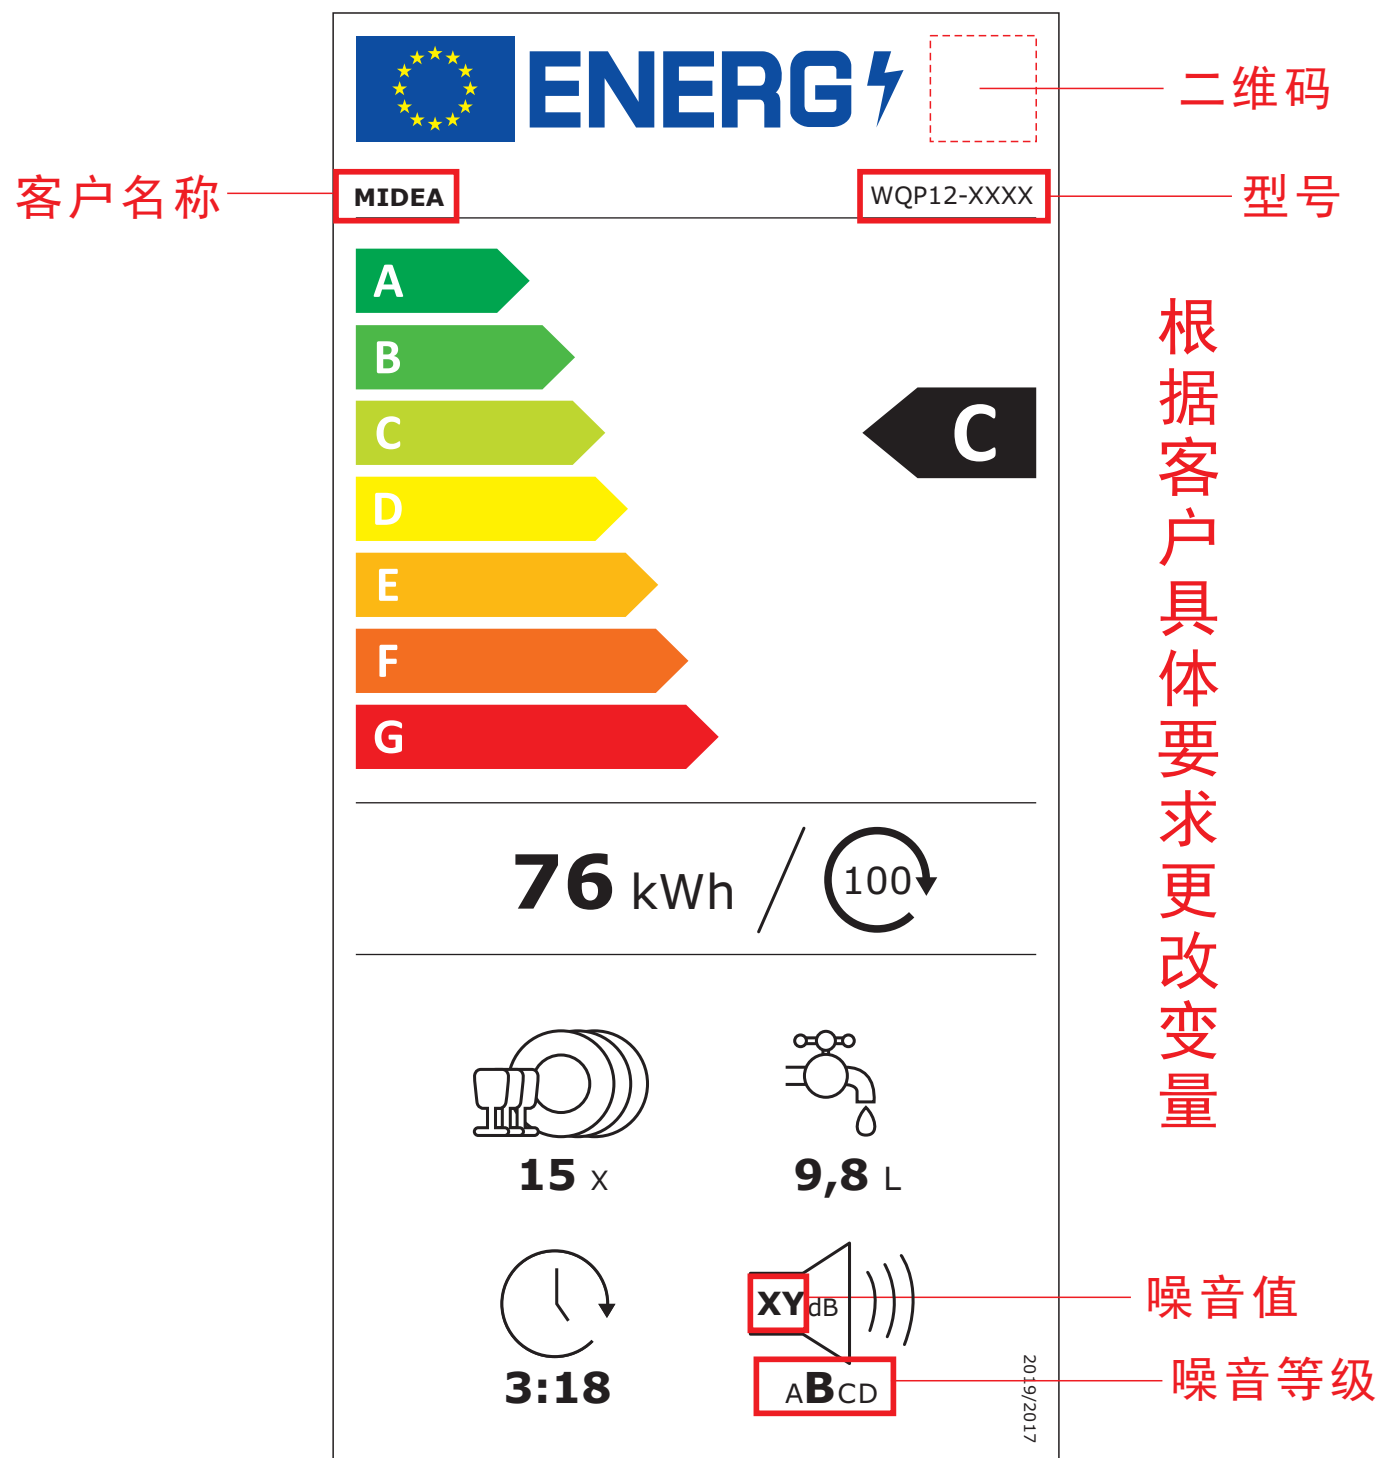 ENERG
二维码
客户名称
MIDEA
WQP12-XXXX
型号
A
B
C
C
D
E
F
G
根据客户具体要求更改变量
76 kWh / 100
15 x
9,8 L
3:18
XY dB
噪音值
ABCD
噪音等级
2019/2017